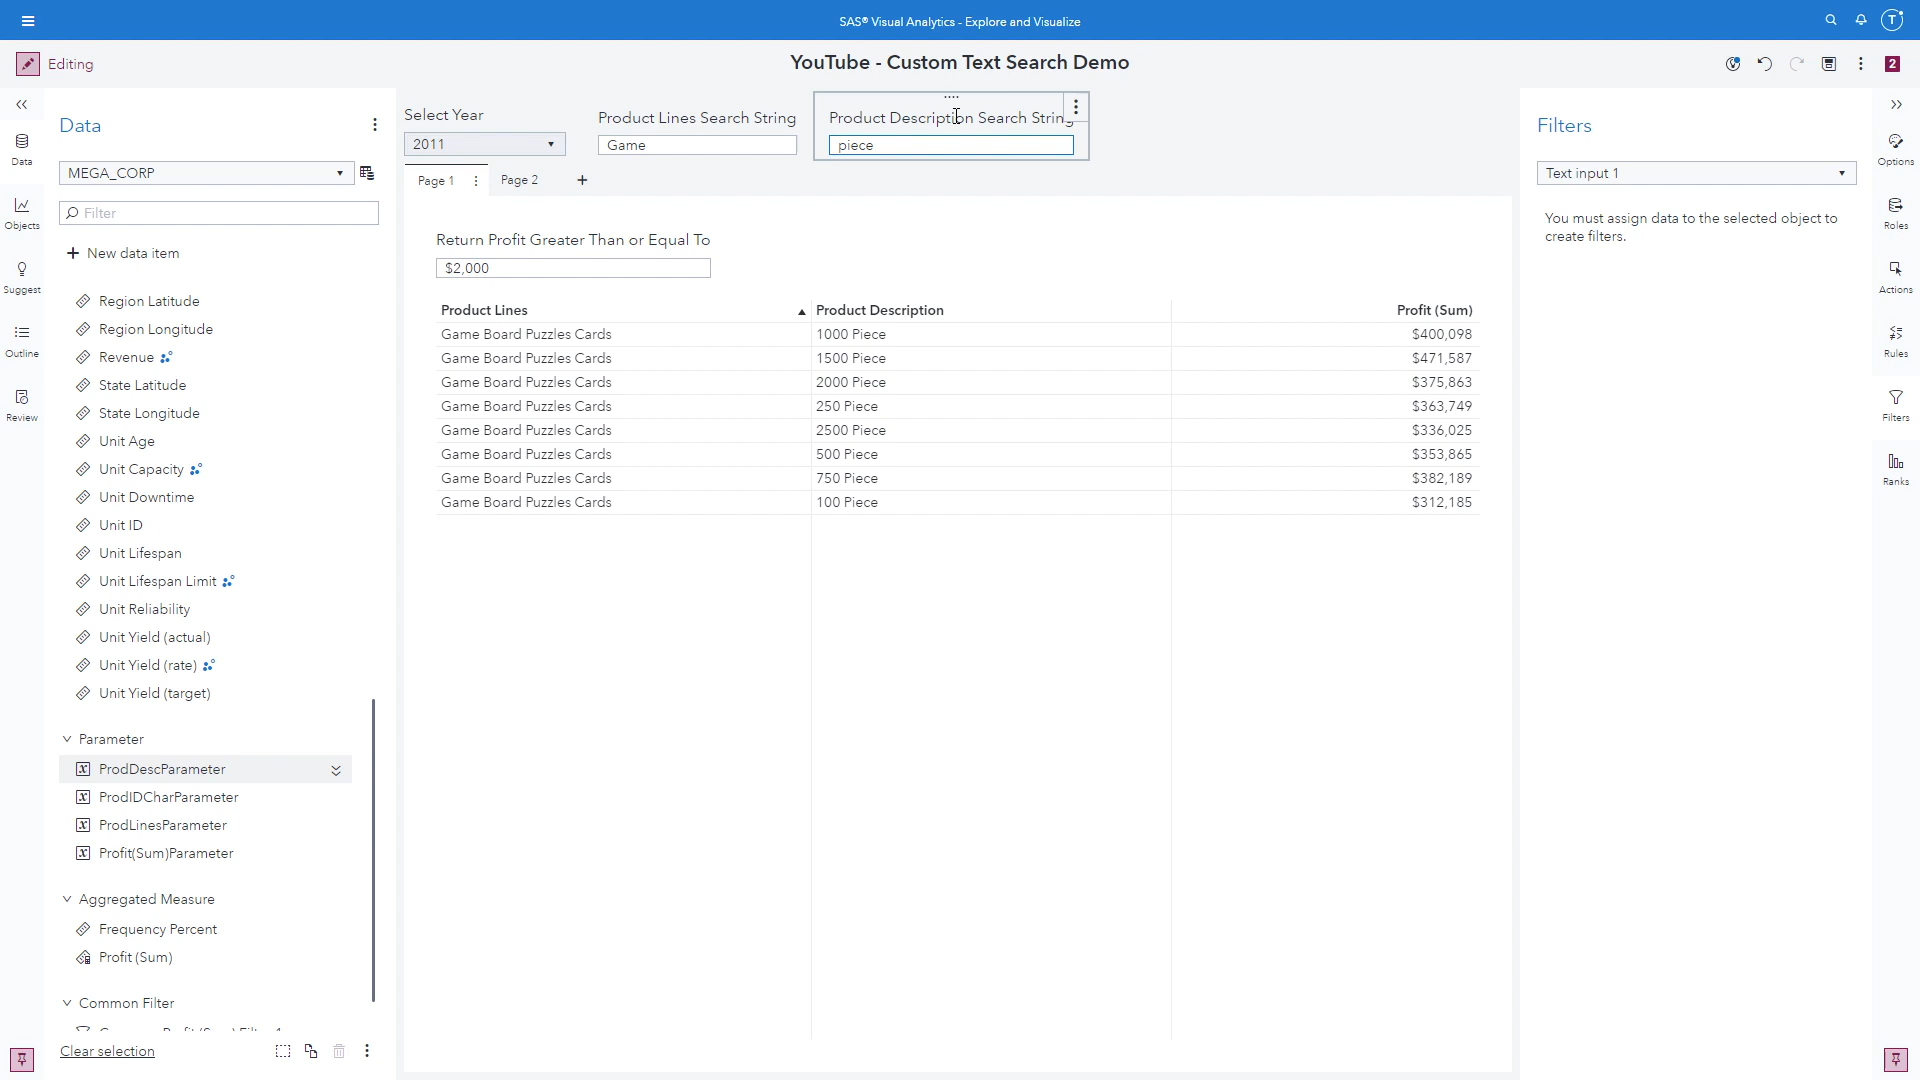 SAS® Visual Analytics - Explore and Visualize
T
Editing
YouTube - Custom Text Search Demo
2
Data
Data
Objects
Suggest
Outline
Review
MEGA_CORP
Filter
New data item
Region Latitude
Region Longitude
Revenue
State Latitude
State Longitude
Unit Age
Unit Capacity
Unit Downtime
Unit ID
Unit Lifespan
Unit Lifespan Limit
Unit Reliability
Unit Yield (actual)
Unit Yield (rate)
Unit Yield (target)
Parameter
ProdDescParameter
ProdIDCharParameter
ProdLinesParameter
Profit(Sum)Parameter
Aggregated Measure
Frequency Percent
Profit (Sum)
Common Filter
Clear selection
Select Year
2011
Product Lines Search String
Game
Product Description Search String
piece
Page 1
Page 2
Return Profit Greater Than or Equal To
$2,000
Product Lines Product Description Profit (Sum)
Game Board Puzzles Cards 1000 Piece $400,098
Game Board Puzzles Cards 1500 Piece $471,587
Game Board Puzzles Cards 2000 Piece $375,863
Game Board Puzzles Cards 250 Piece $363,749
Game Board Puzzles Cards 2500 Piece $336,025
Game Board Puzzles Cards 500 Piece $353,865
Game Board Puzzles Cards 750 Piece $382,189
Game Board Puzzles Cards 100 Piece $312,185
Filters
Text input 1
You must assign data to the selected object to
create filters.
Options
Roles
Actions
Rules
Filters
Ranks